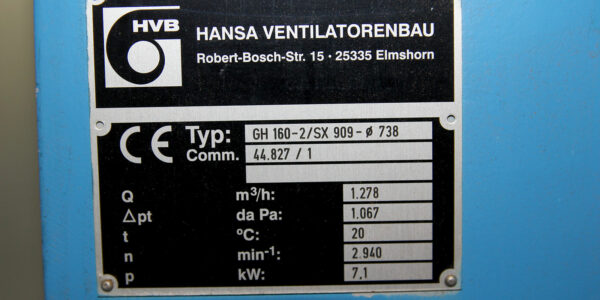 HVB
HANSA VENTILATORENBAU
Robert-Bosch-Str. 15 · 25335 Elmshorn
CE Typ: GH 160-2/SX 909-ø 738
Comm. 44.827 / 1
Q m³/h: 1.278
Δpt da Pa: 1.067
t ºC: 20
n min⁻¹: 2.940
p kW: 7.1